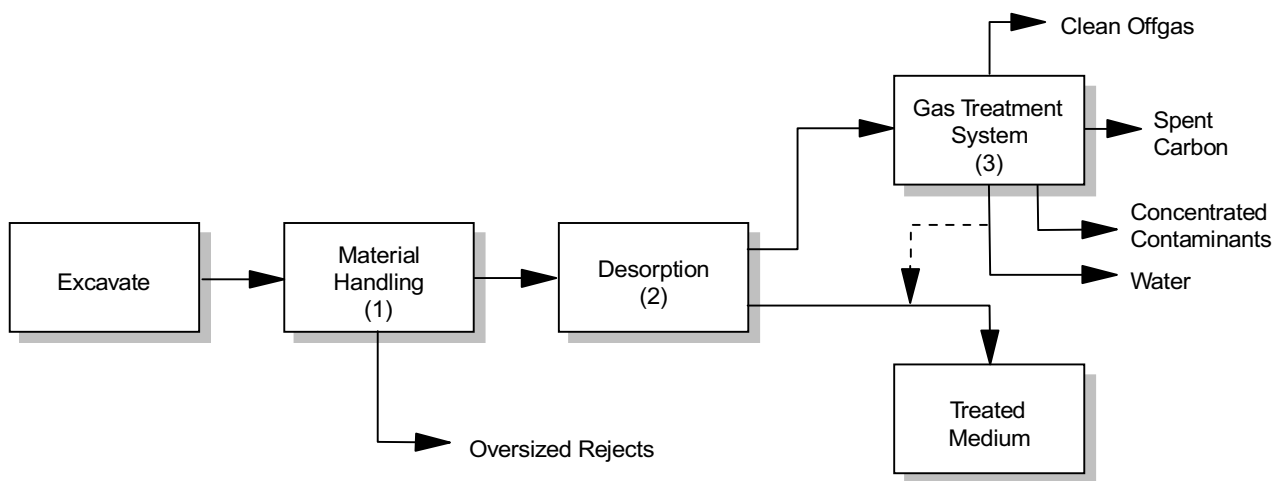 Clean Offgas
Gas Treatment
System
(3)
Spent
Carbon
Concentrated
Contaminants
Water
Excavate
Material
Handling
(1)
Desorption
(2)
Treated
Medium
Oversized Rejects